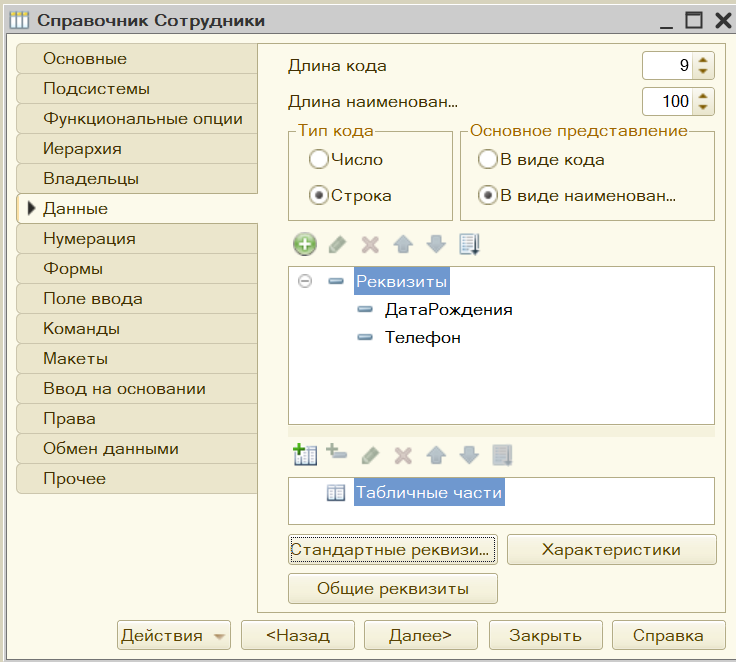 Справочник Сотрудники
Основные
Подсистемы
Функциональные опции
Иерархия
Владельцы
Данные
Нумерация
Формы
Поле ввода
Команды
Макеты
Ввод на основании
Права
Обмен данными
Прочее
Длина кода 9
Длина наименован... 100
Тип кода
Число
Строка
Основное представление
В виде кода
В виде наименован...
Реквизиты
ДатаРождения
Телефон
Табличные части
Стандартные реквизи... Характеристики
Общие реквизиты
Действия <Назад Далее> Закрыть Справка